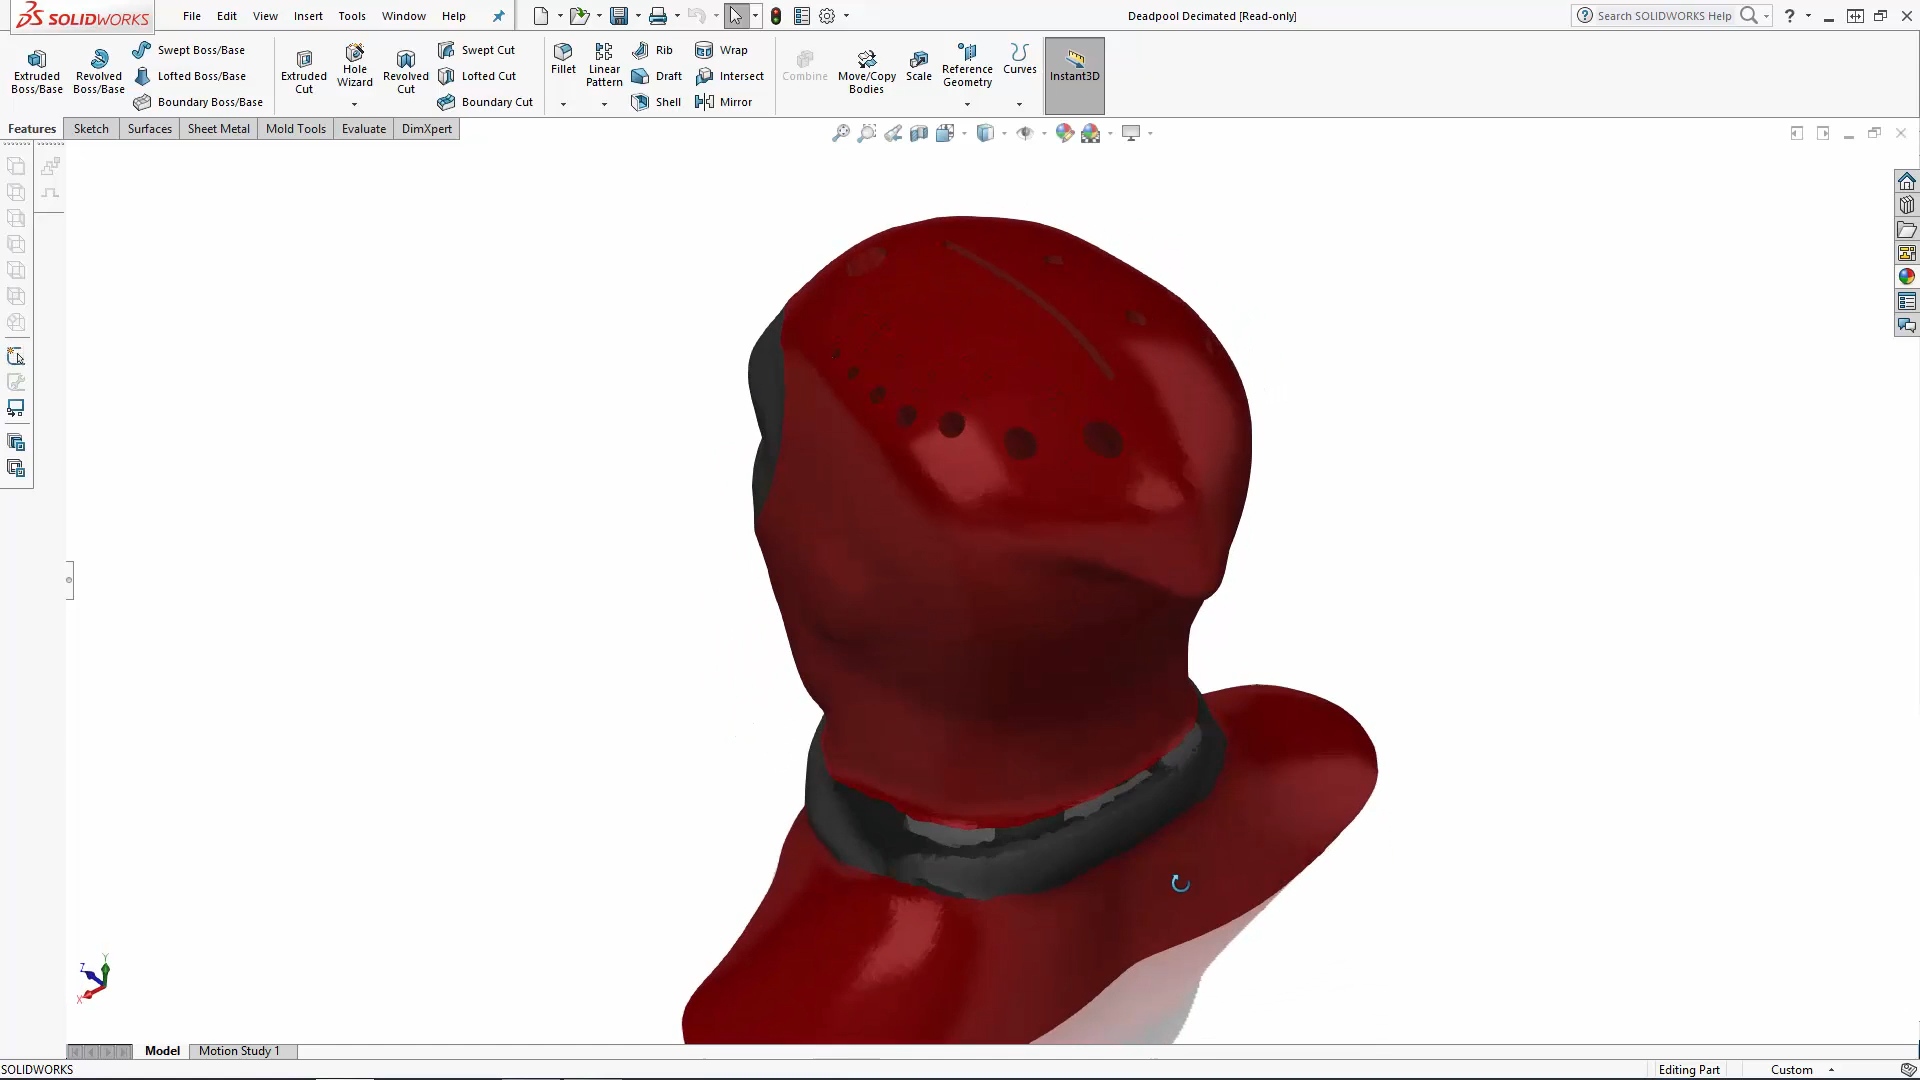 SOLIDWORKS File Edit View Insert Tools Window Help Deadpool Decimated [Read-only] Search SOLIDWORKS Help ?
Extruded Boss/Base
Revolved Boss/Base
Swept Boss/Base
Lofted Boss/Base
Boundary Boss/Base
Extruded Cut
Hole Wizard
Revolved Cut
Swept Cut
Lofted Cut
Boundary Cut
Fillet
Linear Pattern
Rib
Draft
Shell
Wrap
Intersect
Mirror
Combine
Move/Copy Bodies
Scale
Reference Geometry
Curves
Instant3D
Features Sketch Surfaces Sheet Metal Mold Tools Evaluate DimXpert
Y
Z
X
Model Motion Study 1
SOLIDWORKS Editing Part Custom